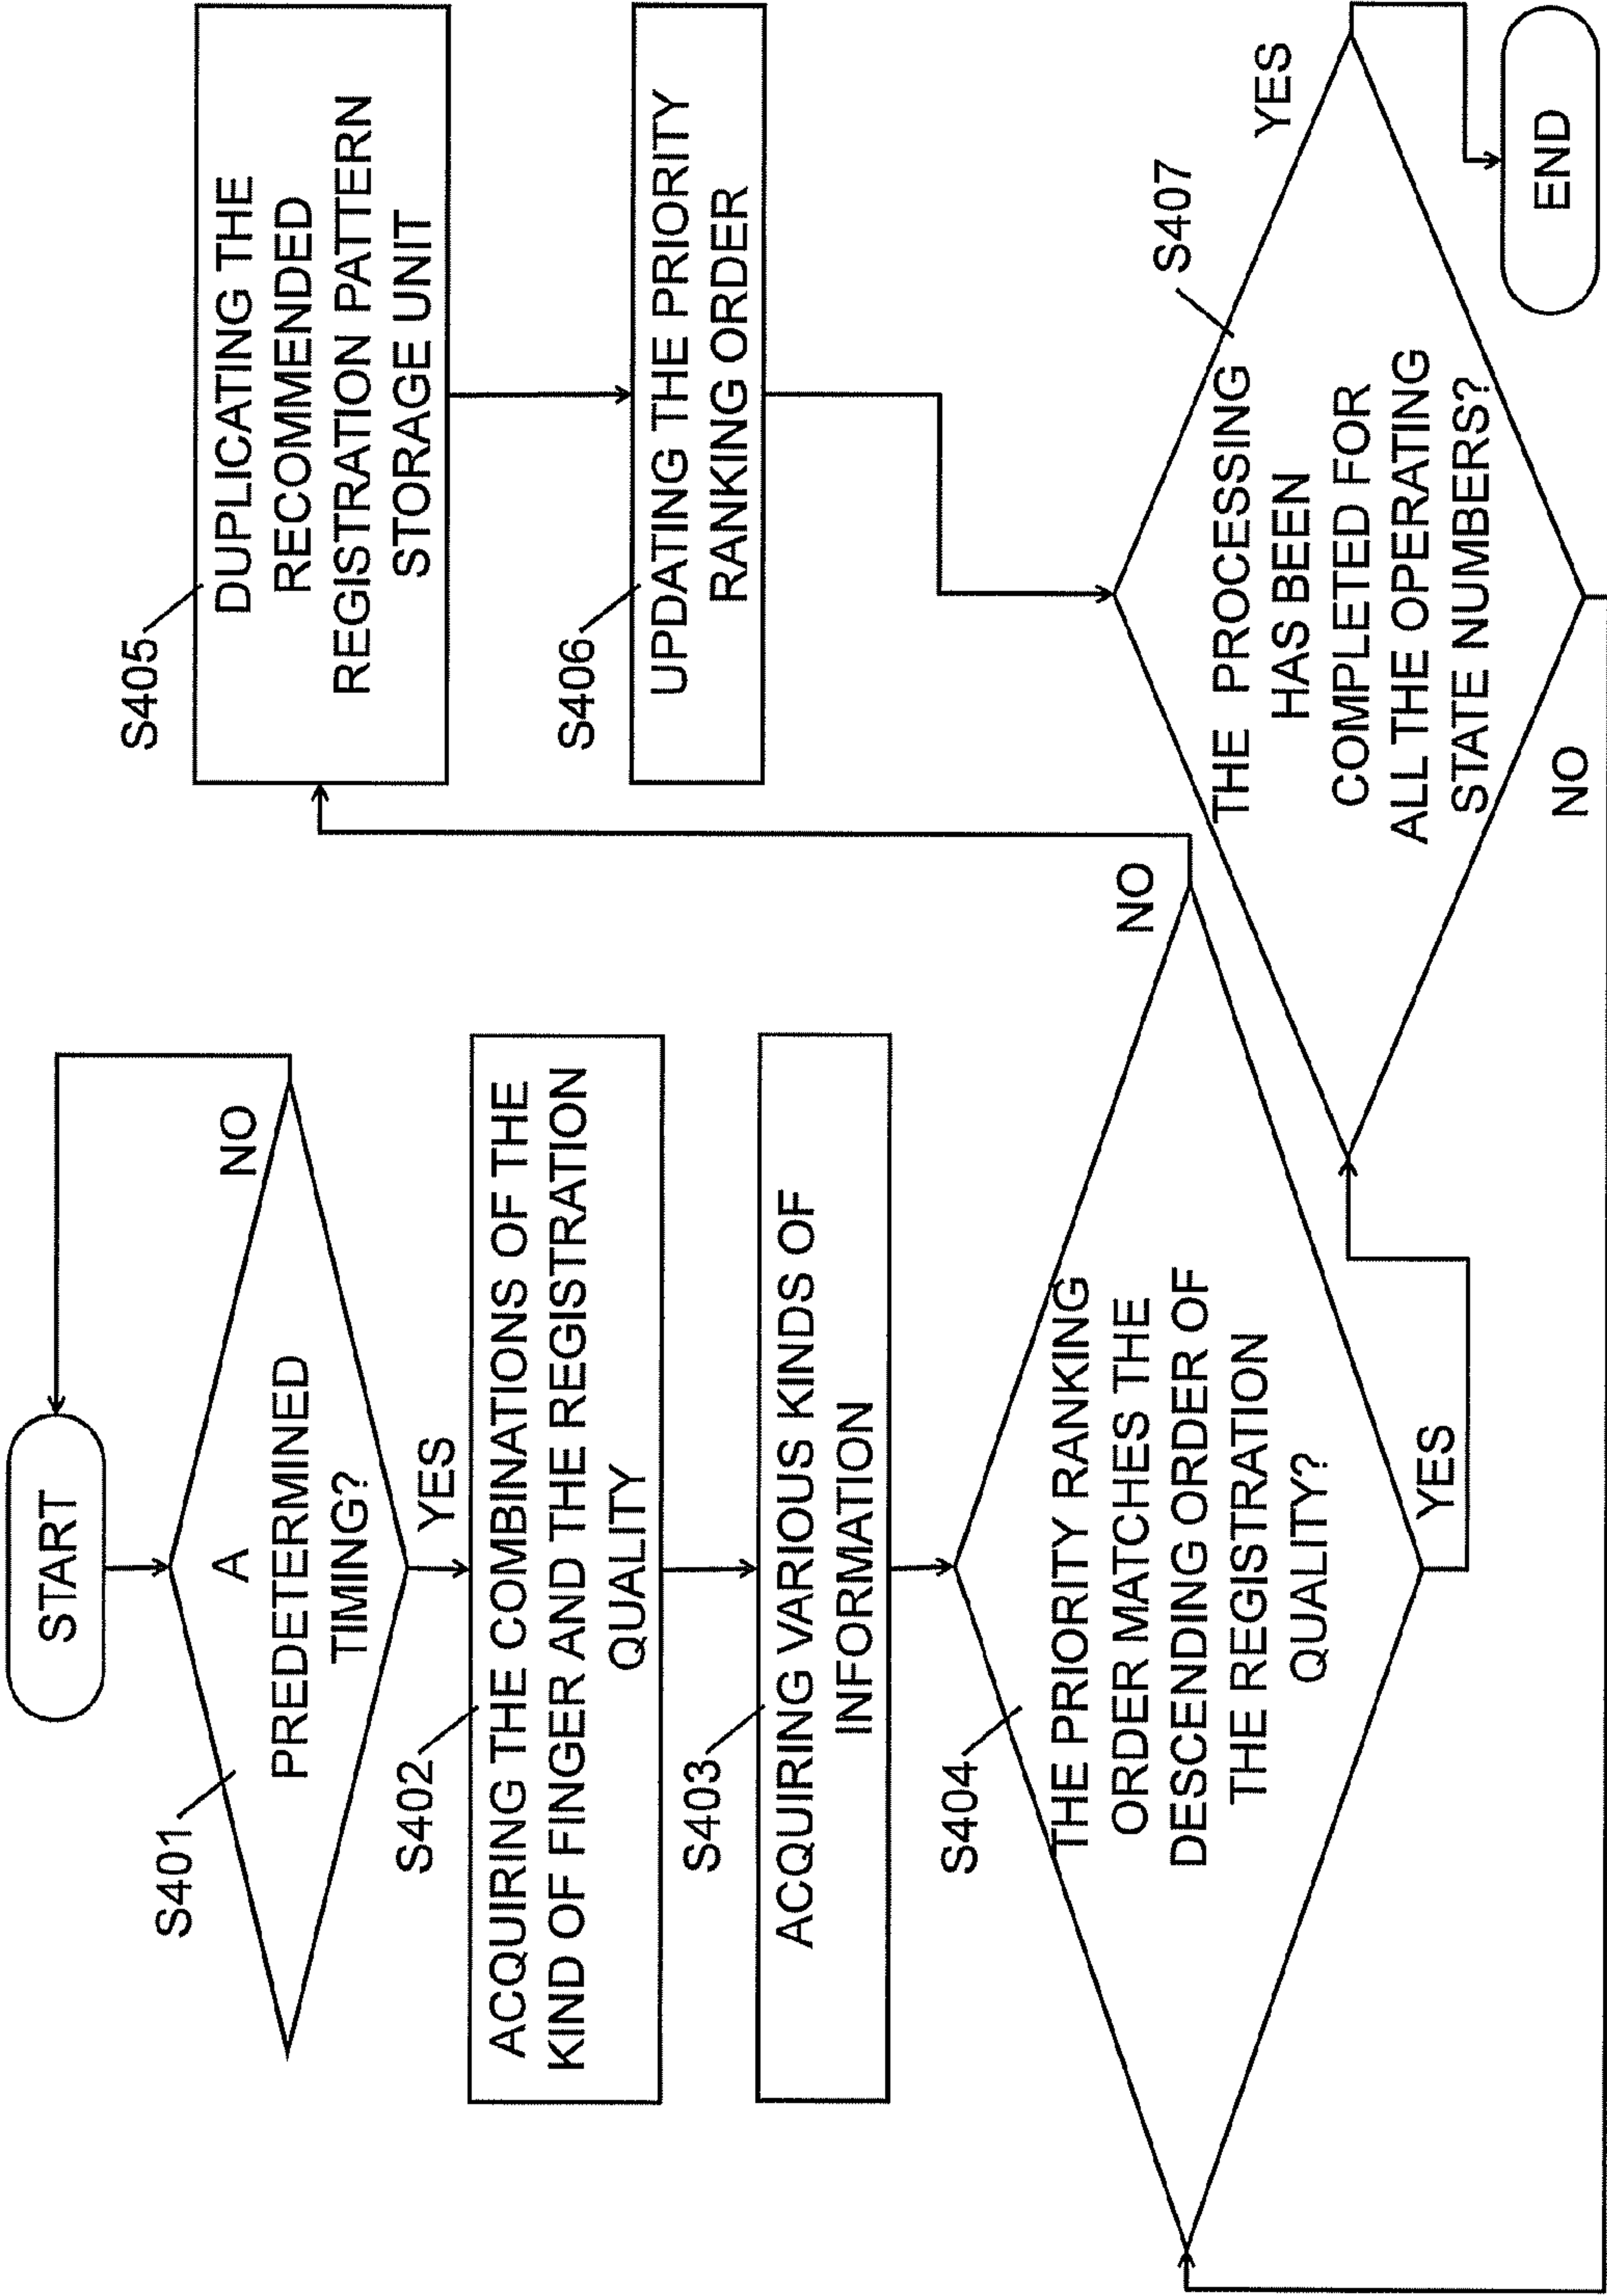 START
S401
A
PREDETERMINED
TIMING?
NO
YES
S402
ACQUIRING THE COMBINATIONS OF THE
KIND OF FINGER AND THE REGISTRATION
QUALITY
S403
ACQUIRING VARIOUS KINDS OF
INFORMATION
S404
THE PRIORITY RANKING
ORDER MATCHES THE
DESCENDING ORDER OF
THE REGISTRATION
QUALITY?
NO
YES
S405
DUPLICATING THE
RECOMMENDED
REGISTRATION PATTERN
STORAGE UNIT
S406
UPDATING THE PRIORITY
RANKING ORDER
S407
THE PROCESSING
HAS BEEN
COMPLETED FOR
ALL THE OPERATING
STATE NUMBERS?
YES
NO
END